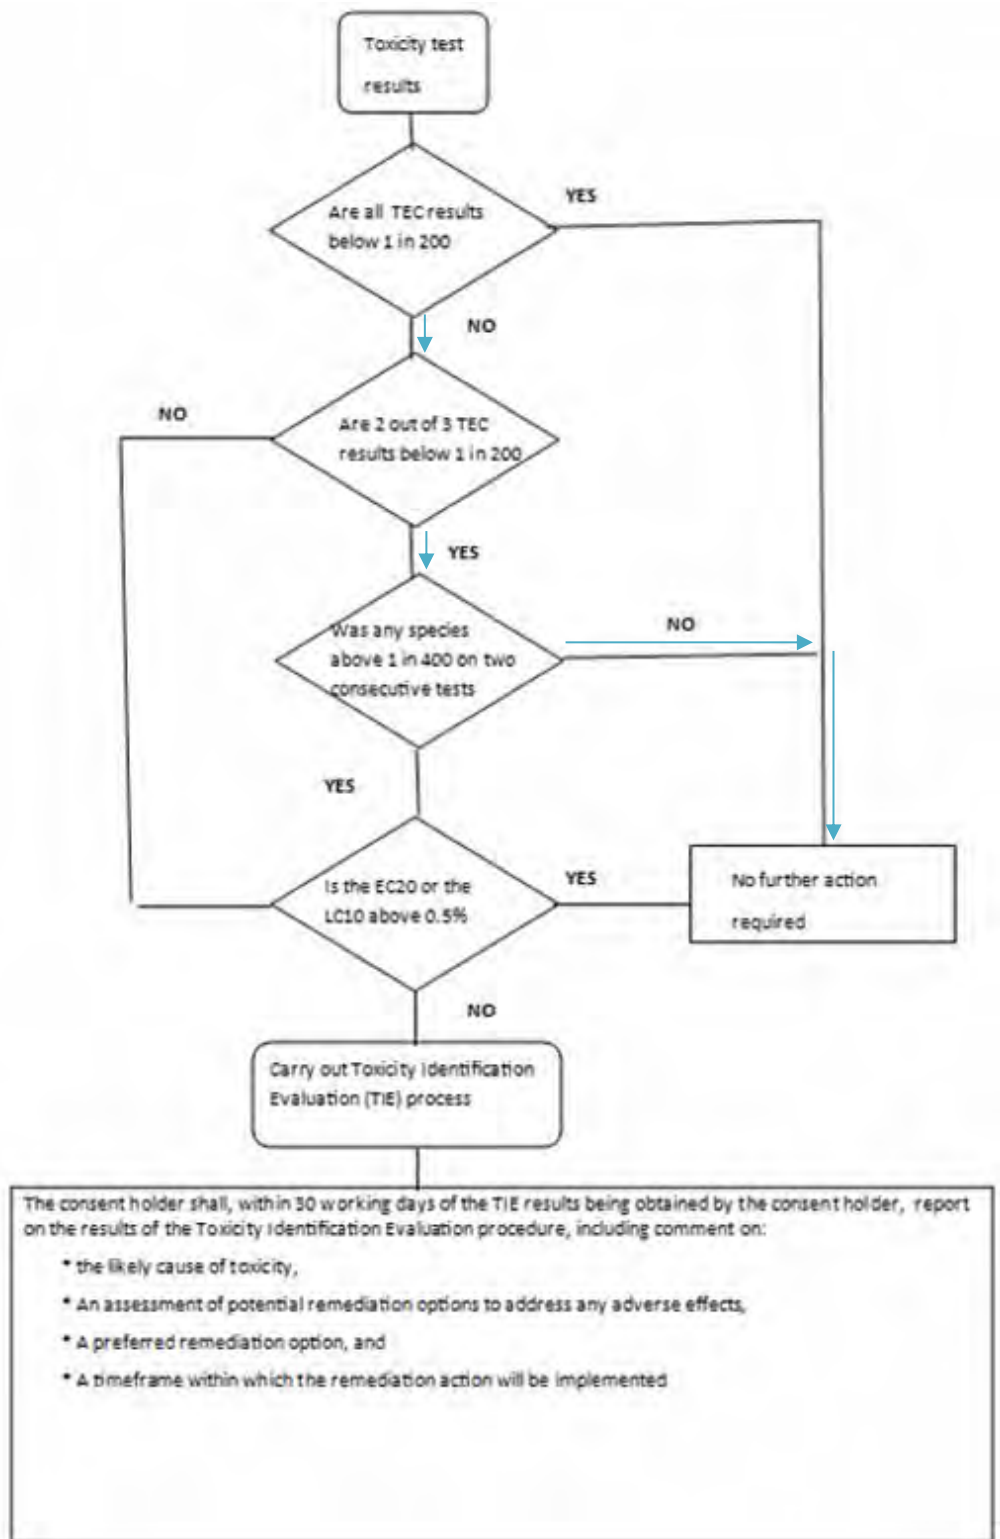 Toxicity test
results
YES
Are all TEC results
below 1 in 200
NO
NO
Are 2 out of 3 TEC
results below 1 in 200
YES
NO
Was any species
above 1 in 400 on two
consecutive tests
YES
Is the EC20 or the
LC10 above 0.5%
YES
No further action
required
NO
Carry out Toxicity Identification
Evaluation (TIE) process
The consent holder shall, within 30 working days of the TIE results being obtained by the consent holder, report
on the results of the Toxicity Identification Evaluation procedure, including comment on:
* the likely cause of toxicity,
* An assessment of potential remediation options to address any adverse effects,
* A preferred remediation option, and
* A timeframe within which the remediation action will be implemented